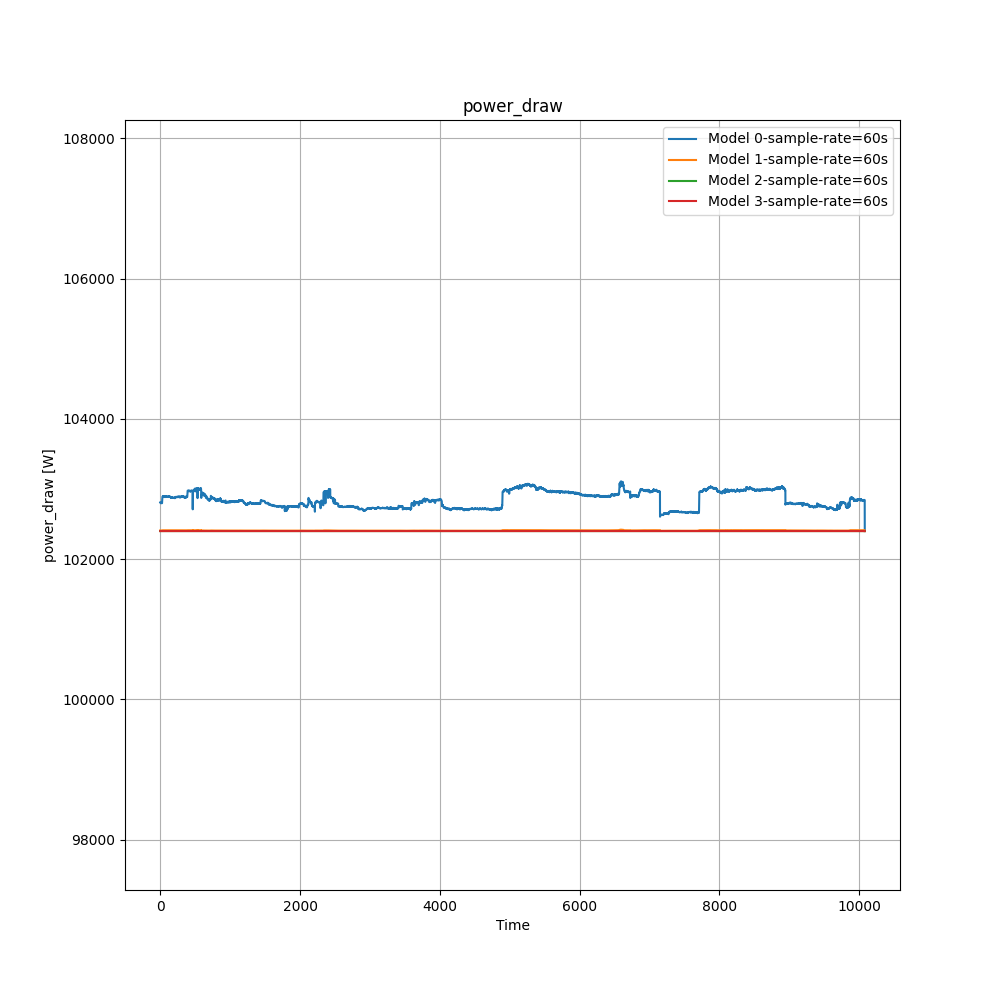 power_draw
108000
106000
104000
102000
100000
98000
power_draw [W]
Model 0-sample-rate=60s
Model 1-sample-rate=60s
Model 2-sample-rate=60s
Model 3-sample-rate=60s
0 2000 4000 6000 8000 10000
Time